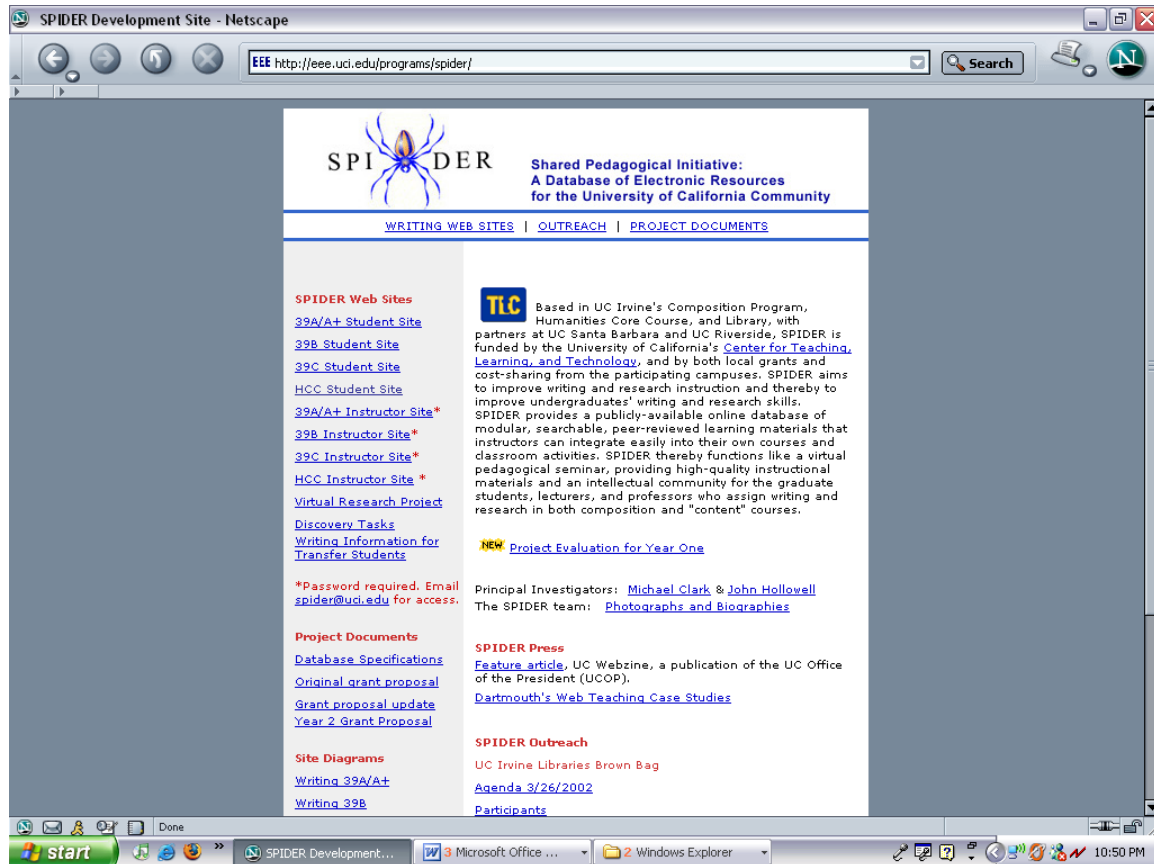 SPIDER Development Site - Netscape
EEE http://eee.uci.edu/programs/spider/
Search
N
SPIDER
Shared Pedagogical Initiative:
A Database of Electronic Resources
for the University of California Community
WRITING WEB SITES | OUTREACH | PROJECT DOCUMENTS
SPIDER Web Sites
39A/A+ Student Site
39B Student Site
39C Student Site
HCC Student Site
39A/A+ Instructor Site*
39B Instructor Site*
39C Instructor Site*
HCC Instructor Site *
Virtual Research Project
Discovery Tasks
Writing Information for
Transfer Students
*Password required. Email
spider@uci.edu for access.
Project Documents
Database Specifications
Original grant proposal
Grant proposal update
Year 2 Grant Proposal
Site Diagrams
Writing 39A/A+
Writing 39B
TLC Based in UC Irvine's Composition Program,
Humanities Core Course, and Library, with
partners at UC Santa Barbara and UC Riverside, SPIDER is
funded by the University of California's Center for Teaching,
Learning, and Technology, and by both local grants and
cost-sharing from the participating campuses. SPIDER aims
to improve writing and research instruction and thereby to
improve undergraduates' writing and research skills.
SPIDER provides a publicly-available online database of
modular, searchable, peer-reviewed learning materials that
instructors can integrate easily into their own courses and
classroom activities. SPIDER thereby functions like a virtual
pedagogical seminar, providing high-quality instructional
materials and an intellectual community for the graduate
students, lecturers, and professors who assign writing and
research in both composition and "content" courses.
NEW Project Evaluation for Year One
Principal Investigators: Michael Clark & John Hollowell
The SPIDER team: Photographs and Biographies
SPIDER Press
Feature article, UC Webzine, a publication of the UC Office
of the President (UCOP).
Dartmouth's Web Teaching Case Studies
SPIDER Outreach
UC Irvine Libraries Brown Bag
Agenda 3/26/2002
Participants
Done
start
SPIDER Development...
3 Microsoft Office ...
2 Windows Explorer
10:50 PM